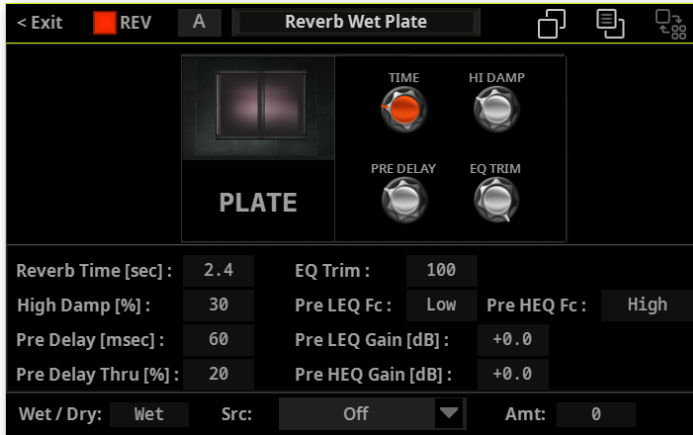 < Exit REV A Reverb Wet Plate
TIME HI DAMP
PRE DELAY EQ TRIM
PLATE
Reverb Time [sec] : 2.4 EQ Trim : 100
High Damp [%] : 30 Pre LEQ Fc : Low Pre HEQ Fc : High
Pre Delay [msec] : 60 Pre LEQ Gain [dB] : +0.0
Pre Delay Thru [%] : 20 Pre HEQ Gain [dB] : +0.0
Wet / Dry: Wet Src: Off Amt: 0